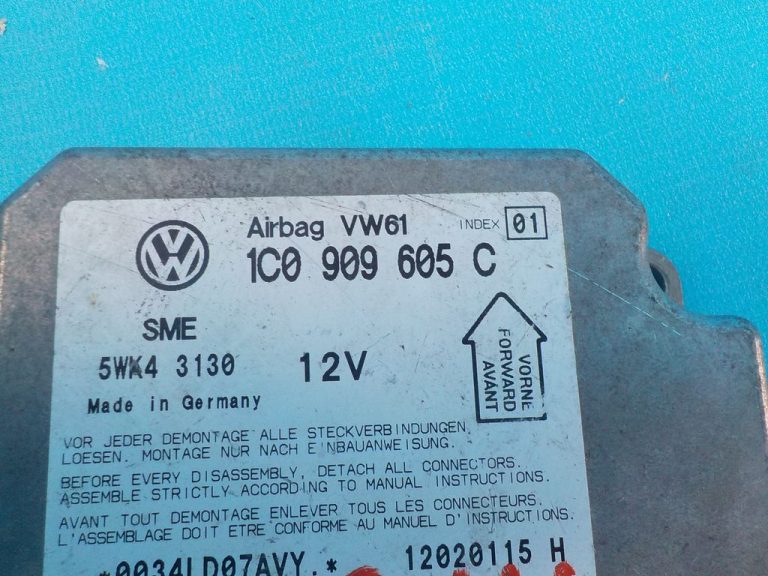 Airbag VW61 INDEX 01
1C0 909 605 C
SME
5WK4 3130 12V
Made in Germany
VORNE
FORWARD
AVANT
VOR JEDER DEMONTAGE ALLE STECKVERBINDUNGEN
LOESEN. MONTAGE NUR NACH EINBAUANWEISUNG.
BEFORE EVERY DISASSEMBLY, DETACH ALL CONNECTORS.
ASSEMBLE STRICTLY ACCORDING TO MANUAL INSTRUCTIONS.
AVANT TOUT DEMONTAGE ENLEVER TOUS LES CONNECTEURS.
L'ASSEMBLAGE DOIT ETRE CONFORME AU MANUEL D'INSTRUCTIONS.
*0034LD07AVY.* 12020115 H